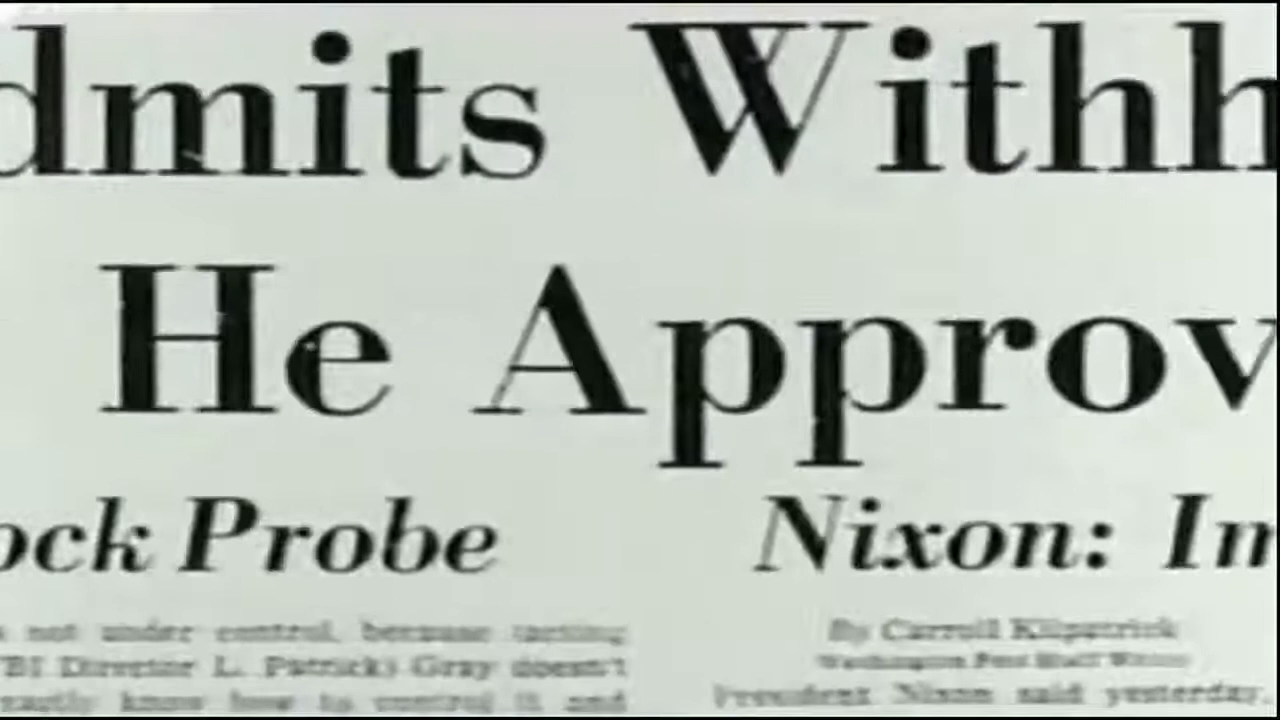 dmits Withh
He Approv
ock Probe
Nixon: Im
not under control, because (acting
FBI Director L. Patrick) Gray doesn't
exactly know how to control it and
By Carroll Kilpatrick
Washington Post Staff Writer
President Nixon said yesterday